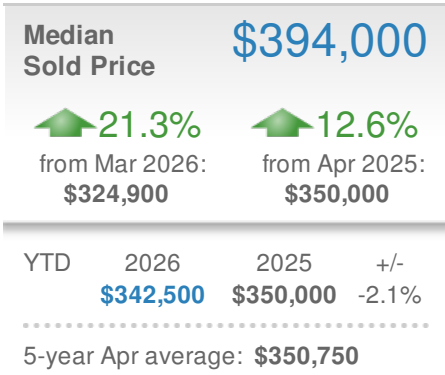 Median
Sold Price
$394,000
21.3% 12.6%
from Mar 2026: from Apr 2025:
$324,900 $350,000
YTD 2026 2025 +/-
$342,500 $350,000 -2.1%
5-year Apr average: $350,750